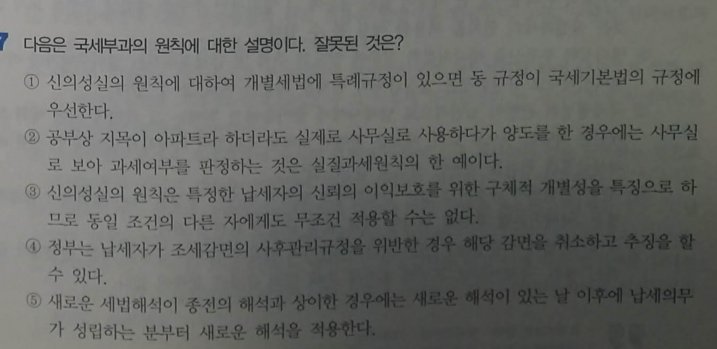 7 다음은 국세부과의 원칙에 대한 설명이다. 잘못된 것은?
① 신의성실의 원칙에 대하여 개별세법에 특례규정이 있으면 동 규정이 국세기본법의 규정에
우선한다.
② 공부상 지목이 아파트라 하더라도 실제로 사무실로 사용하다가 양도를 한 경우에는 사무실
로 보아 과세여부를 판정하는 것은 실질과세원칙의 한 예이다.
③ 신의성실의 원칙은 특정한 납세자의 신뢰의 이익보호를 위한 구체적 개별성을 특징으로 하
므로 동일 조건의 다른 자에게도 무조건 적용할 수는 없다.
④ 정부는 납세자가 조세감면의 사후관리규정을 위반한 경우 해당 감면을 취소하고 추징을 할
수 있다.
⑤ 새로운 세법해석이 종전의 해석과 상이한 경우에는 새로운 해석이 있는 날 이후에 납세의무
가 성립하는 분부터 새로운 해석을 적용한다.